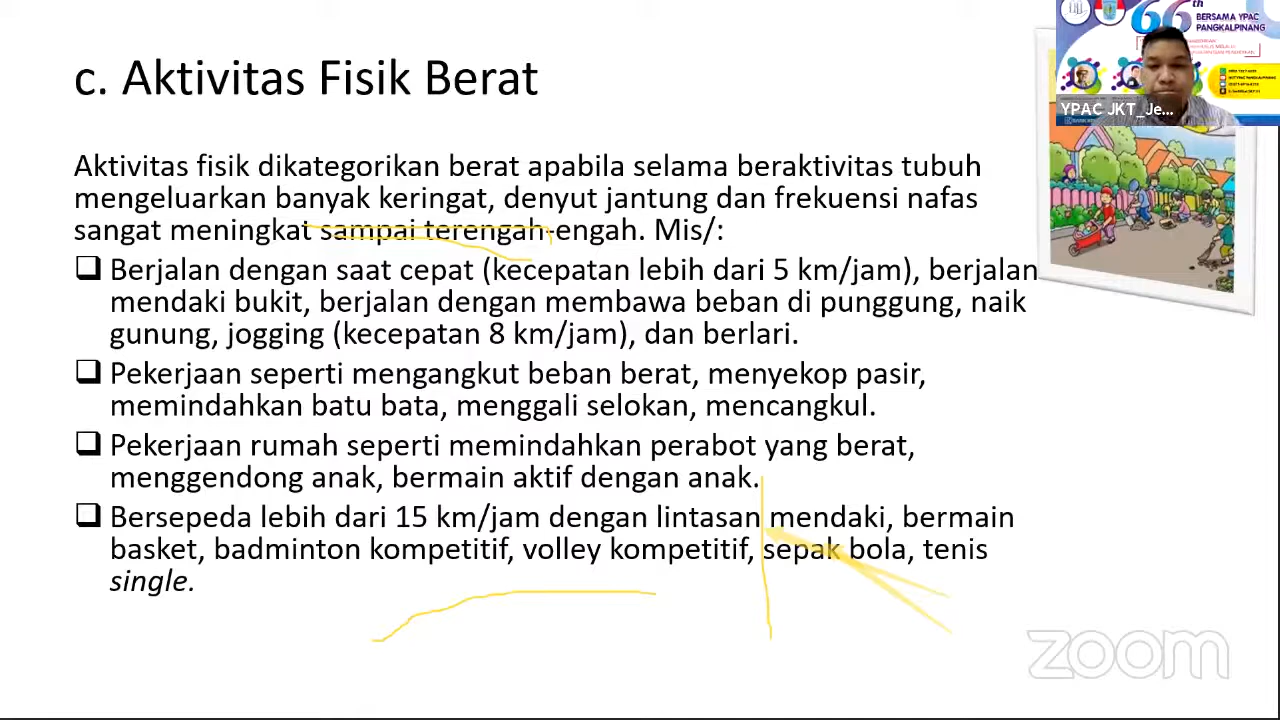 c. Aktivitas Fisik Berat
66th
BERSAMA YPAC
PANGKALPINANG
YPAC JKT_Je...
Aktivitas fisik dikategorikan berat apabila selama beraktivitas tubuh
mengeluarkan banyak keringat, denyut jantung dan frekuensi nafas
sangat meningkat sampai terengah-engah. Mis/:
Berjalan dengan saat cepat (kecepatan lebih dari 5 km/jam), berjalan
mendaki bukit, berjalan dengan membawa beban di punggung, naik
gunung, jogging (kecepatan 8 km/jam), dan berlari.
Pekerjaan seperti mengangkut beban berat, menyekop pasir,
memindahkan batu bata, menggali selokan, mencangkul.
Pekerjaan rumah seperti memindahkan perabot yang berat,
menggendong anak, bermain aktif dengan anak.
Bersepeda lebih dari 15 km/jam dengan lintasan mendaki, bermain
basket, badminton kompetitif, volley kompetitif, sepak bola, tenis
single.
zoom